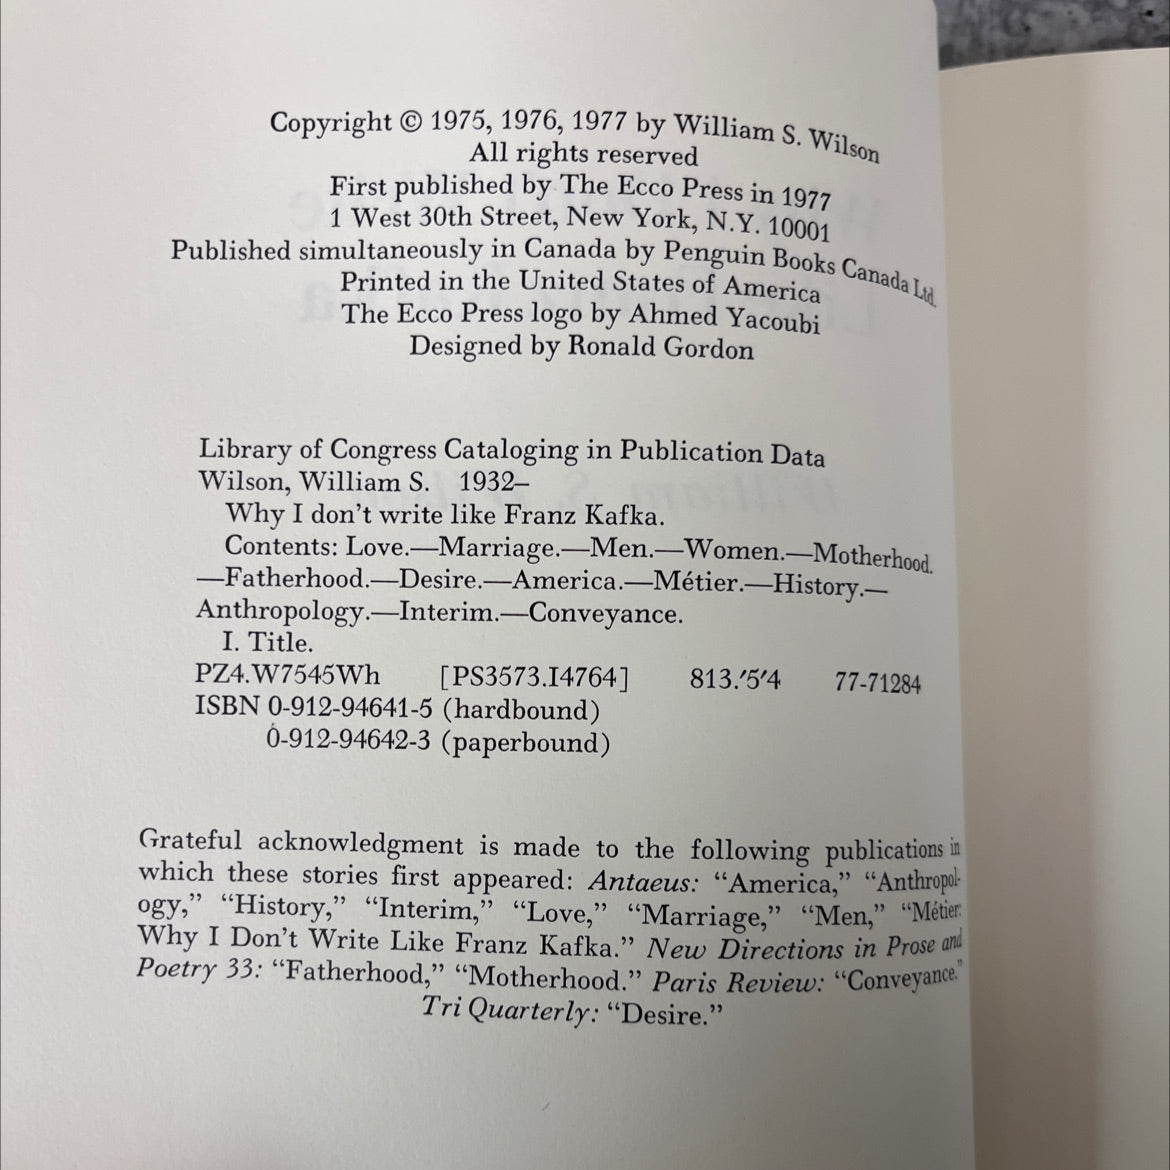 Copyright © 1975, 1976, 1977 by William S. Wilson
All rights reserved
First published by The Ecco Press in 1977
1 West 30th Street, New York, N.Y. 10001
Published simultaneously in Canada by Penguin Books Canada Ltd.
Printed in the United States of America
The Ecco Press logo by Ahmed Yacoubi
Designed by Ronald Gordon
Library of Congress Cataloging in Publication Data
Wilson, William S. 1932–
Why I don't write like Franz Kafka.
Contents: Love.—Marriage.—Men.—Women.—Motherhood.
—Fatherhood.—Desire.—America.—Métier.—History.—
Anthropology.—Interim.—Conveyance.
I. Title.
PZ4.W7545Wh [PS3573.I4764] 813.′5′4 77-71284
ISBN 0-912-94641-5 (hardbound)
0-912-94642-3 (paperbound)
Grateful acknowledgment is made to the following publications in
which these stories first appeared: Antaeus: “America,” “Anthropol-
ogy,” “History,” “Interim,” “Love,” “Marriage,” “Men,” “Métier:
Why I Don't Write Like Franz Kafka.” New Directions in Prose and
Poetry 33: “Fatherhood,” “Motherhood.” Paris Review: “Conveyance.”
Tri Quarterly: “Desire.”